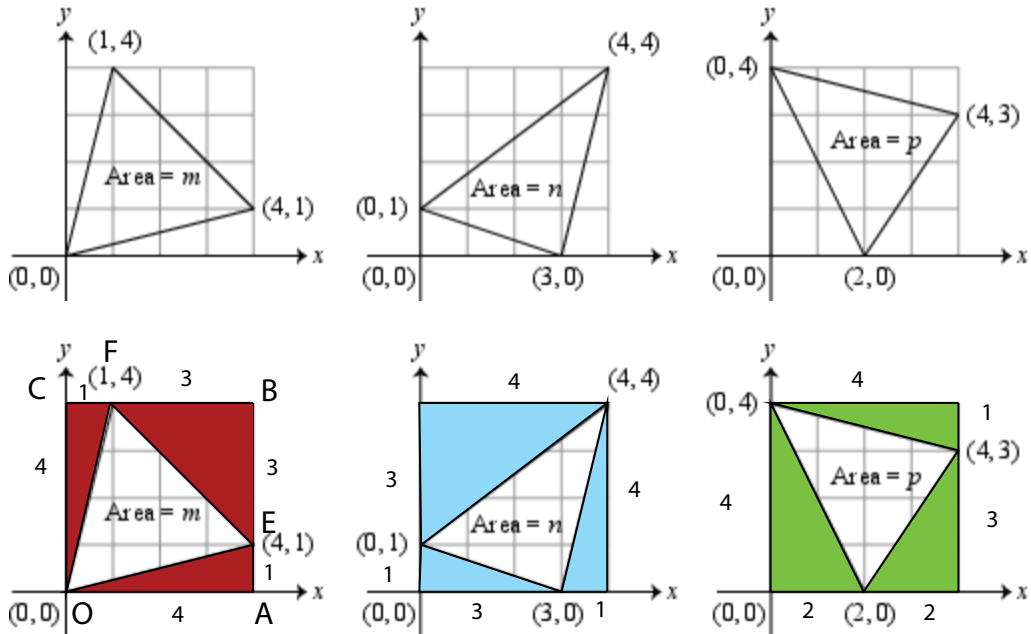 y
(1, 4)
Area = m
(4, 1)
x
(0, 0)
y
(4, 4)
(0, 1)
Area = n
x
(0, 0)
(3, 0)
y
(0, 4)
(4, 3)
Area = p
x
(0, 0)
(2, 0)
y
F
(1, 4)
C
1
3
B
4
3
Area = m
E
(4, 1)
1
x
(0, 0)
O
4
A
y
4
(4, 4)
3
4
(0, 1)
Area = n
1
x
(0, 0)
3
(3, 0)
1
y
4
(0, 4)
1
(4, 3)
Area = p
4
3
x
(0, 0)
2
(2, 0)
2